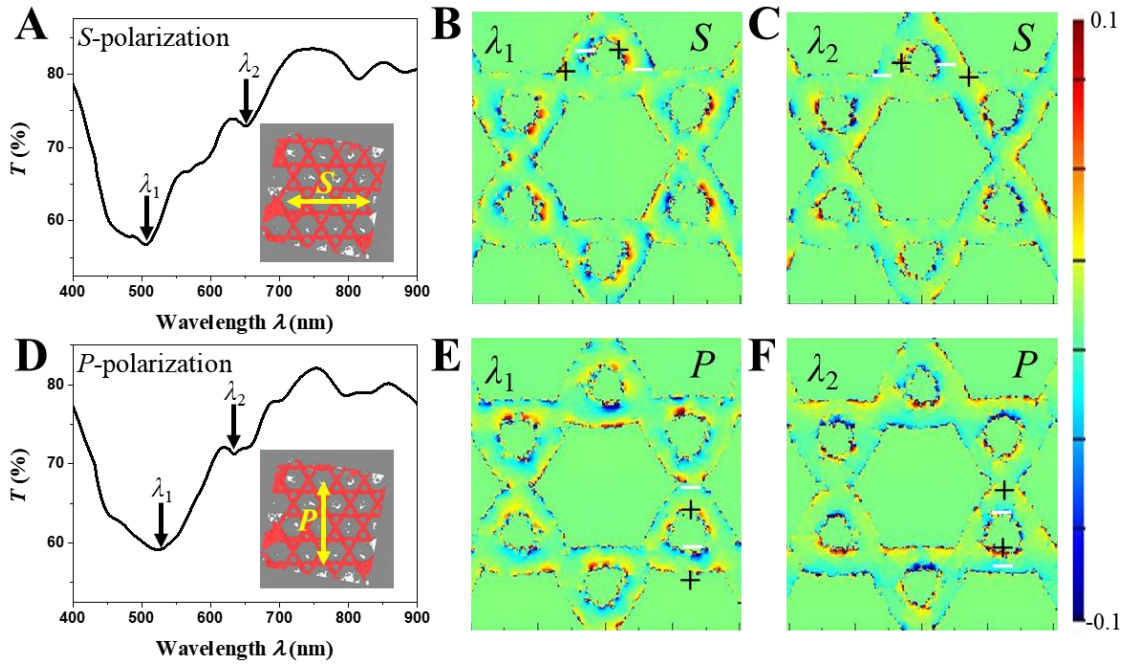 A
S-polarization
λ1
λ2
S
T (%)
80
70
60
400 500 600 700 800 900
Wavelength λ (nm)
B
λ1
S
+ − + −
C
λ2
S
− + − +
0.1
-0.1
D
P-polarization
λ1
λ2
P
T (%)
80
70
60
400 500 600 700 800 900
Wavelength λ (nm)
E
λ1
P
−
+
−
+
F
λ2
P
+
−
+
−